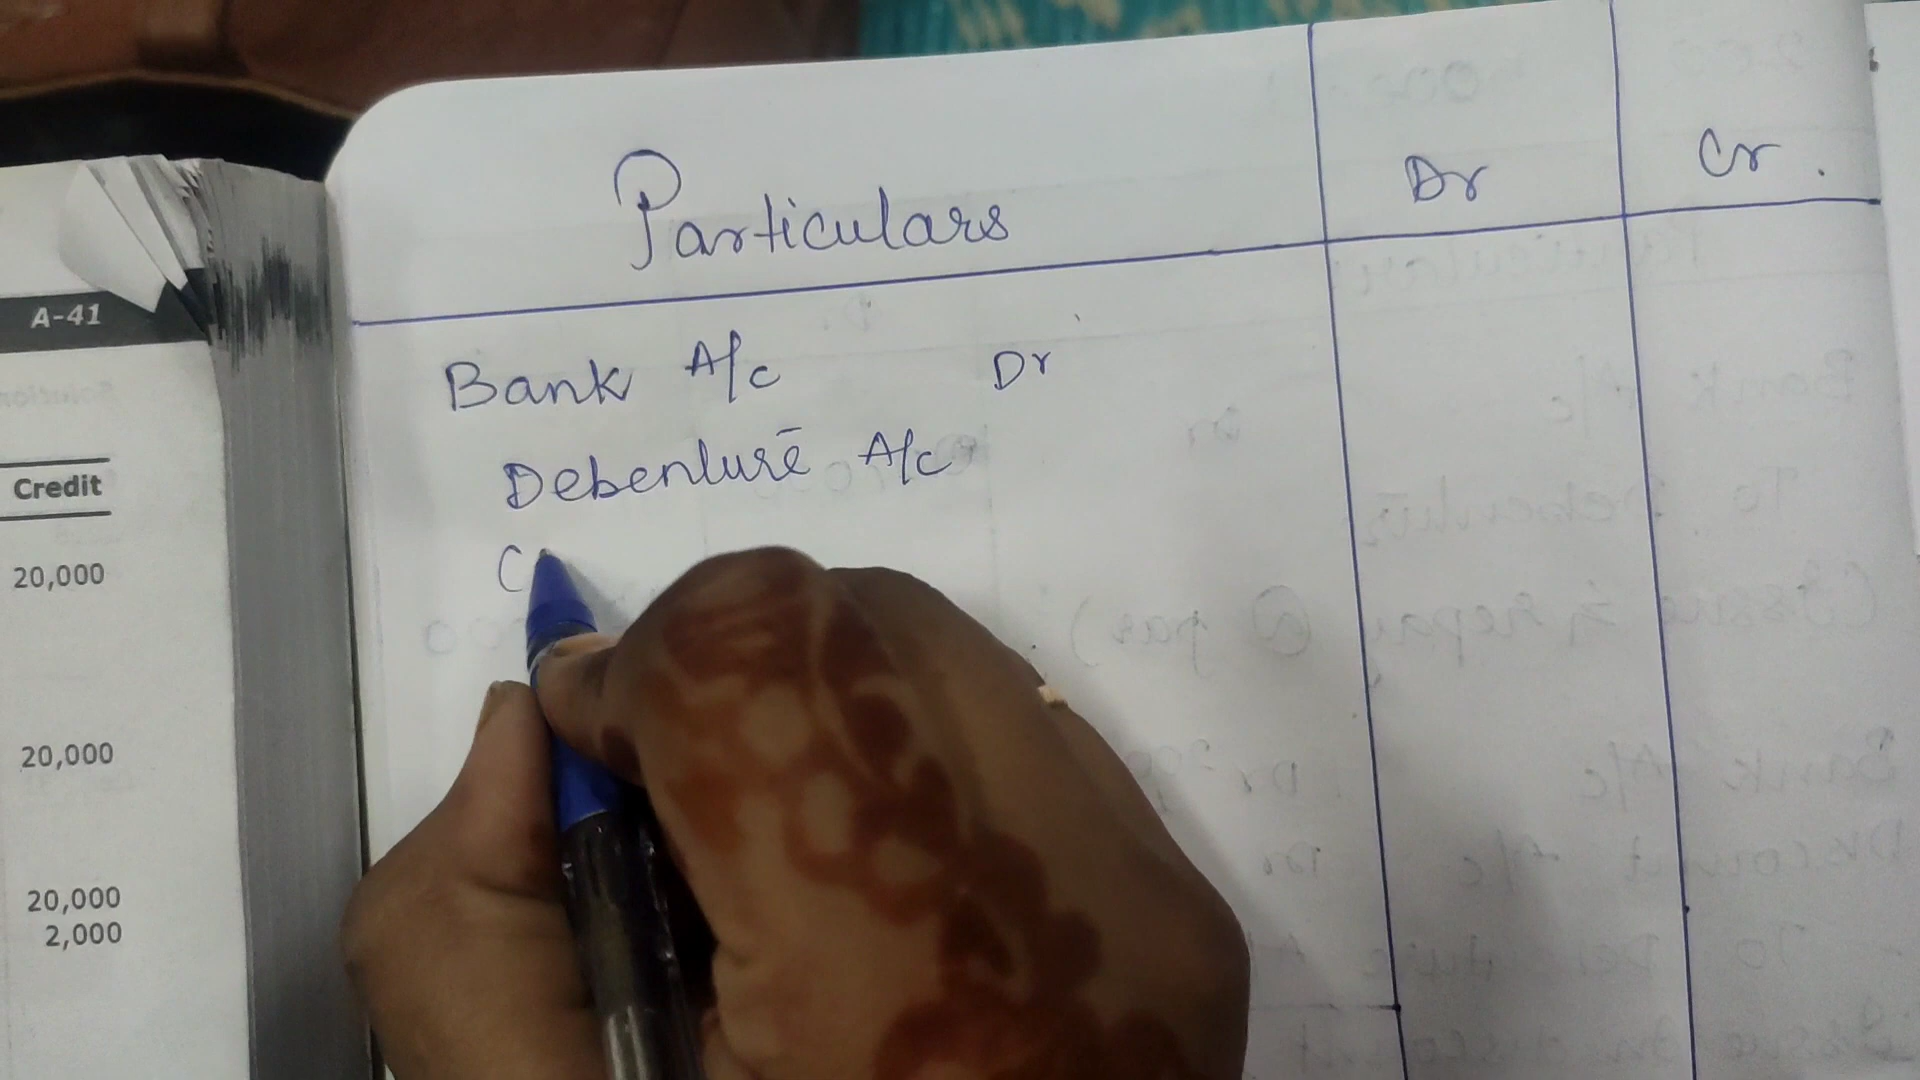 A-41
Credit
20,000
20,000
20,000
2,000
Particulars Dr Cr.
Bank A/c Dr
Debenture A/c
(